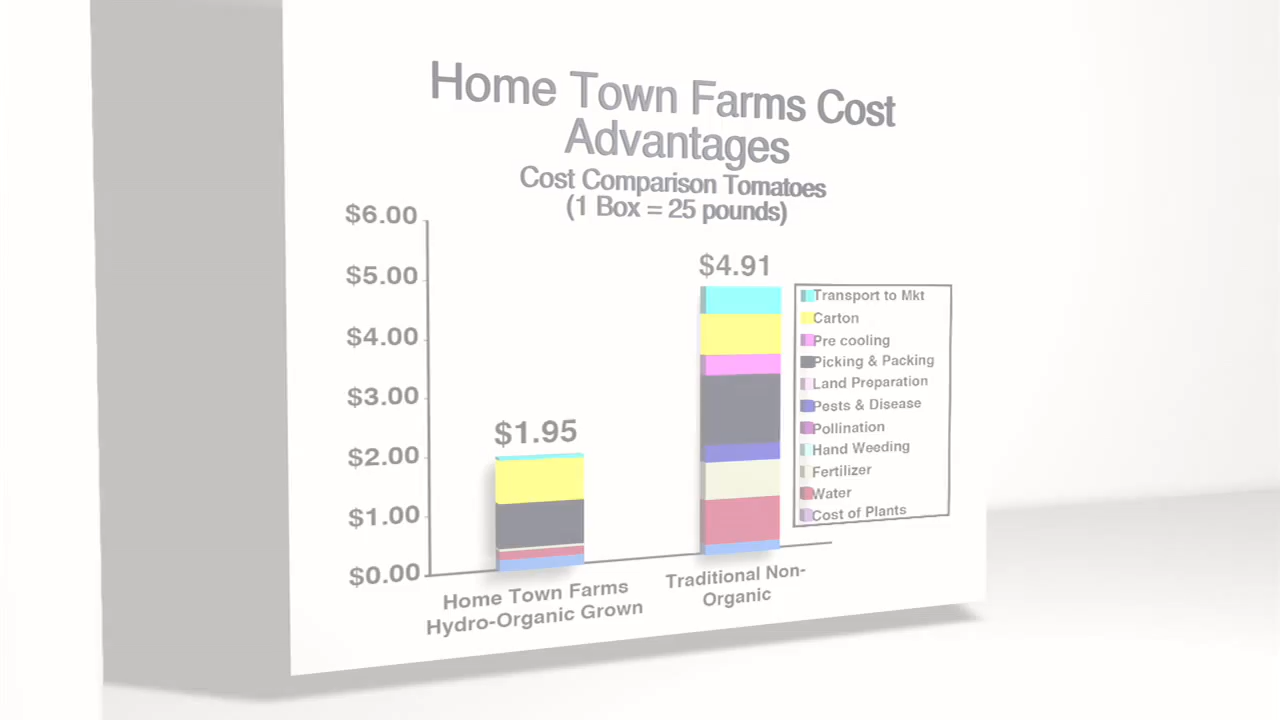 Home Town Farms Cost
Advantages
Cost Comparison Tomatoes
(1 Box = 25 pounds)
$6.00
$5.00
$4.00
$3.00
$2.00
$1.00
$0.00
$1.95
$4.91
Transport to Mkt
Carton
Pre cooling
Picking & Packing
Land Preparation
Pests & Disease
Pollination
Hand Weeding
Fertilizer
Water
Cost of Plants
Home Town Farms
Hydro-Organic Grown
Traditional Non-
Organic